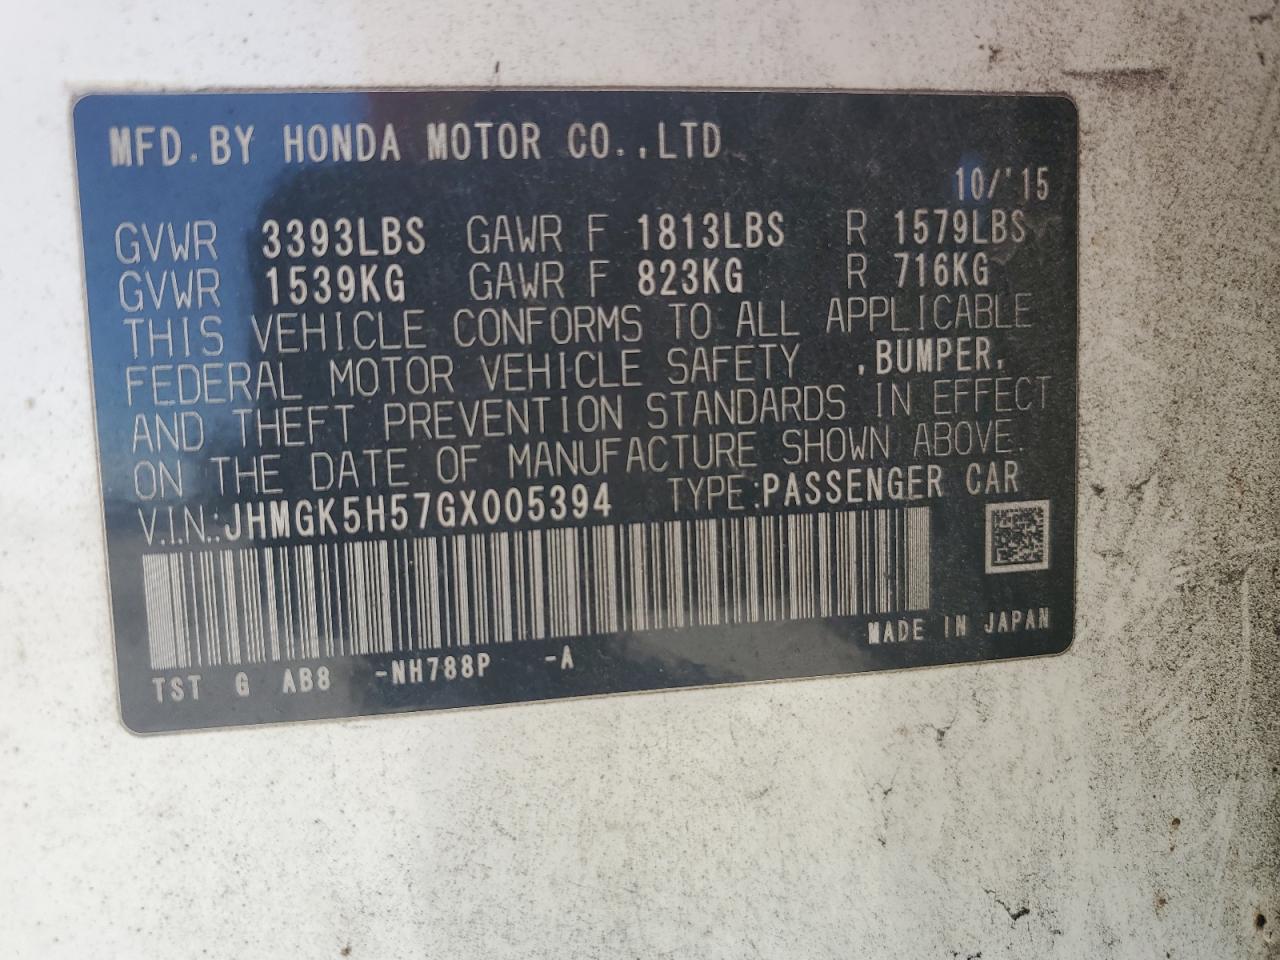 MFD. BY HONDA MOTOR CO.,LTD
10/'15
GVWR 3393LBS GAWR F 1813LBS R 1579LBS
GVWR 1539KG GAWR F 823KG R 716KG
THIS VEHICLE CONFORMS TO ALL APPLICABLE
FEDERAL MOTOR VEHICLE SAFETY ,BUMPER,
AND THEFT PREVENTION STANDARDS IN EFFECT
ON THE DATE OF MANUFACTURE SHOWN ABOVE.
V.I.N.:JHMGK5H57GX005394 TYPE:PASSENGER CAR
MADE IN JAPAN
TST G AB8 -NH788P -A